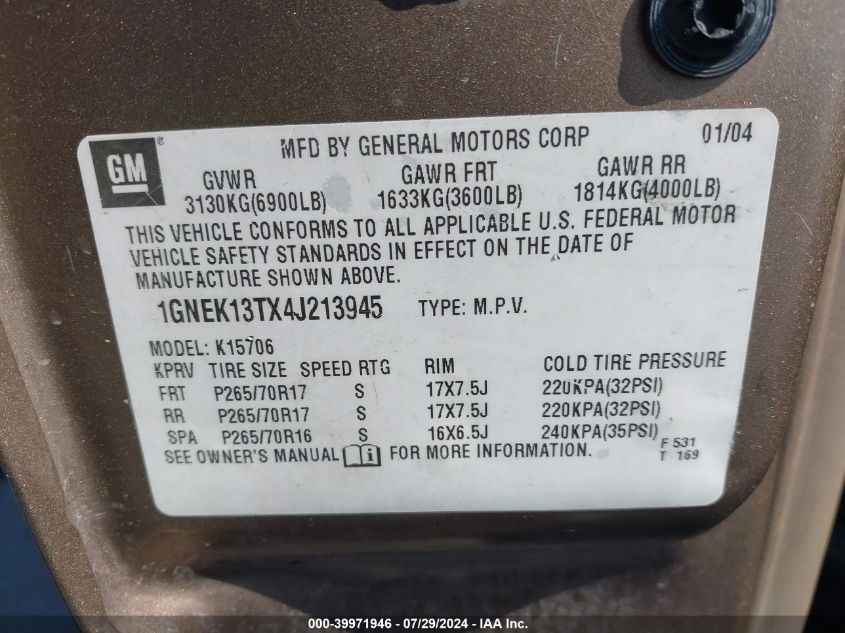 GM
MFD BY GENERAL MOTORS CORP 01/04
GVWR GAWR FRT GAWR RR
3130KG(6900LB) 1633KG(3600LB) 1814KG(4000LB)
THIS VEHICLE CONFORMS TO ALL APPLICABLE U.S. FEDERAL MOTOR
VEHICLE SAFETY STANDARDS IN EFFECT ON THE DATE OF
MANUFACTURE SHOWN ABOVE.
1GNEK13TX4J213945 TYPE: M.P.V.
MODEL: K15706
KPRV TIRE SIZE SPEED RTG RIM COLD TIRE PRESSURE
FRT P265/70R17 S 17X7.5J 220KPA(32PSI)
RR P265/70R17 S 17X7.5J 220KPA(32PSI)
SPA P265/70R16 S 16X6.5J 240KPA(35PSI)
F 531
SEE OWNER'S MANUAL i FOR MORE INFORMATION. T 169
000-39971946 - 07/29/2024 - IAA Inc.